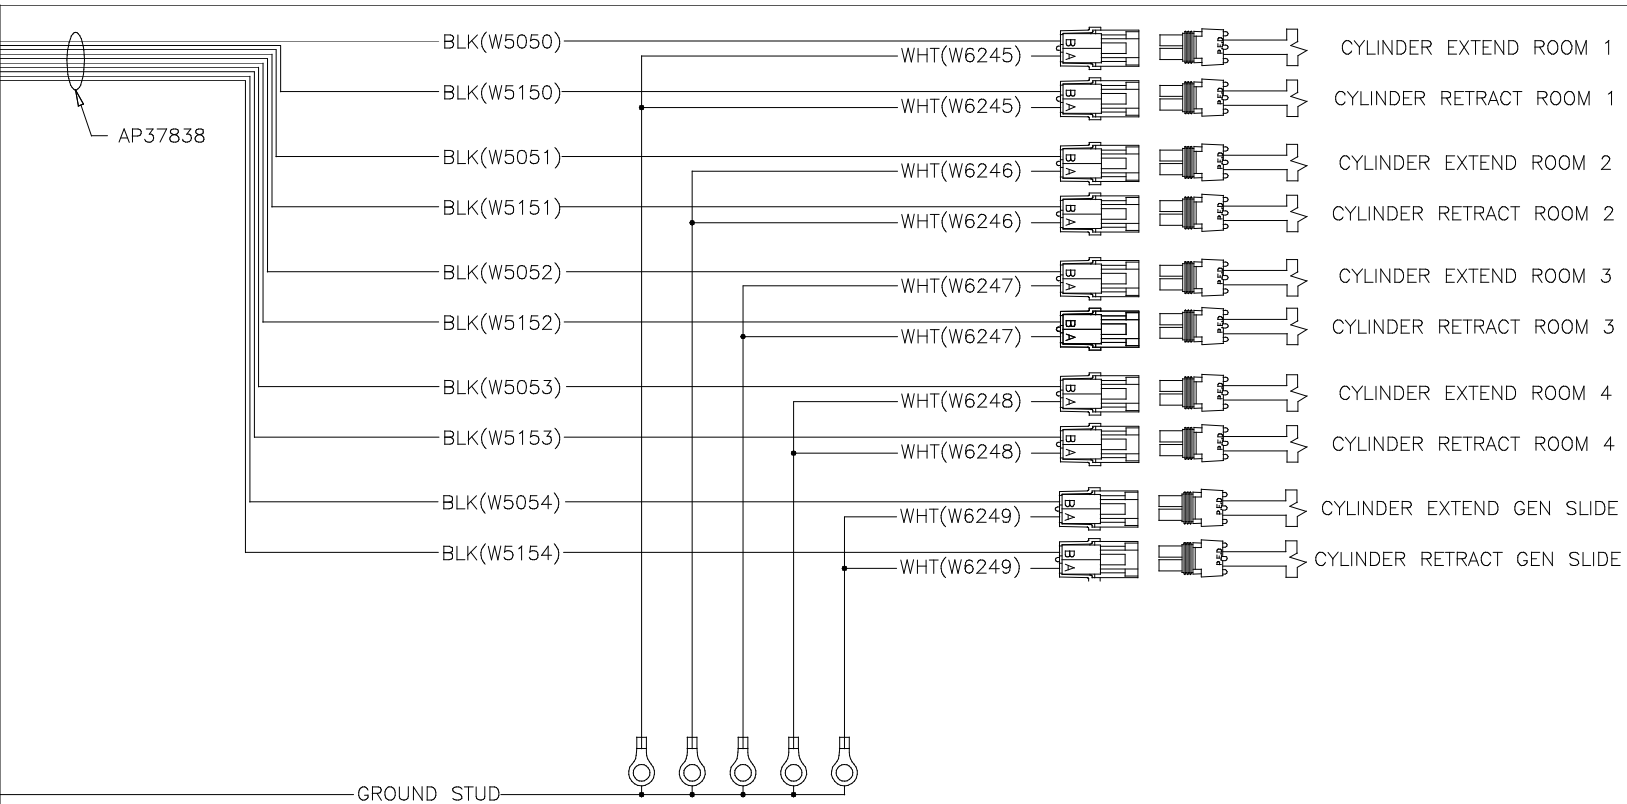 BLK(W5050) B CYLINDER EXTEND ROOM 1
WHT(W6245) A
BLK(W5150) B CYLINDER RETRACT ROOM 1
WHT(W6245) A
AP37838
BLK(W5051) B CYLINDER EXTEND ROOM 2
WHT(W6246) A
BLK(W5151) B CYLINDER RETRACT ROOM 2
WHT(W6246) A
BLK(W5052) B CYLINDER EXTEND ROOM 3
WHT(W6247) A
BLK(W5152) B CYLINDER RETRACT ROOM 3
WHT(W6247) A
BLK(W5053) B CYLINDER EXTEND ROOM 4
WHT(W6248) A
BLK(W5153) B CYLINDER RETRACT ROOM 4
WHT(W6248) A
BLK(W5054) B CYLINDER EXTEND GEN SLIDE
WHT(W6249) A
BLK(W5154) B CYLINDER RETRACT GEN SLIDE
WHT(W6249) A
GROUND STUD